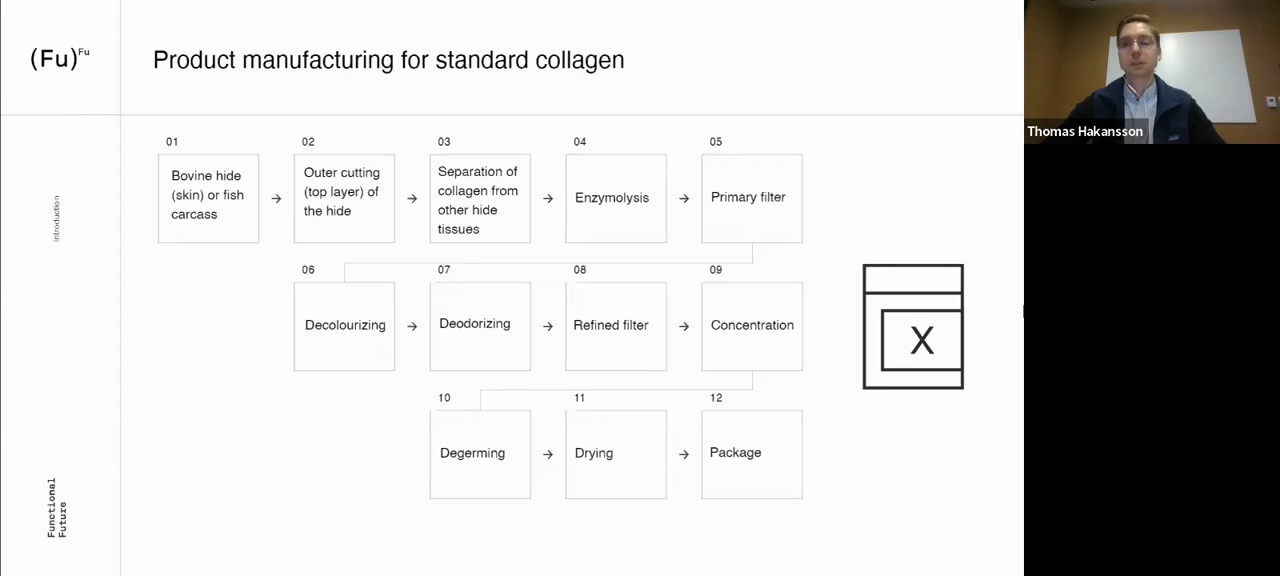 (Fu)Fu
Product manufacturing for standard collagen
Thomas Hakansson
Introduction
Functional
Future
01
Bovine hide
(skin) or fish
carcass
02
Outer cutting
(top layer) of
the hide
03
Separation of
collagen from
other hide
tissues
04
Enzymolysis
05
Primary filter
06
Decolourizing
07
Deodorizing
08
Refined filter
09
Concentration
10
Degerming
11
Drying
12
Package
X